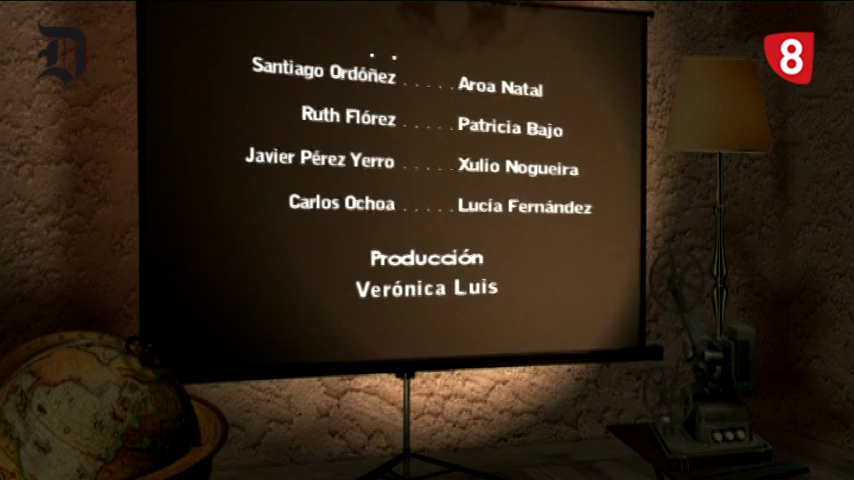 D
8
Santiago Ordóñez . . . . . Aroa Natal
Ruth Flórez . . . . . Patricia Bajo
Javier Pérez Yerro . . . . . Xulio Nogueira
Carlos Ochoa . . . . . Lucía Fernández
Producción
Verónica Luis